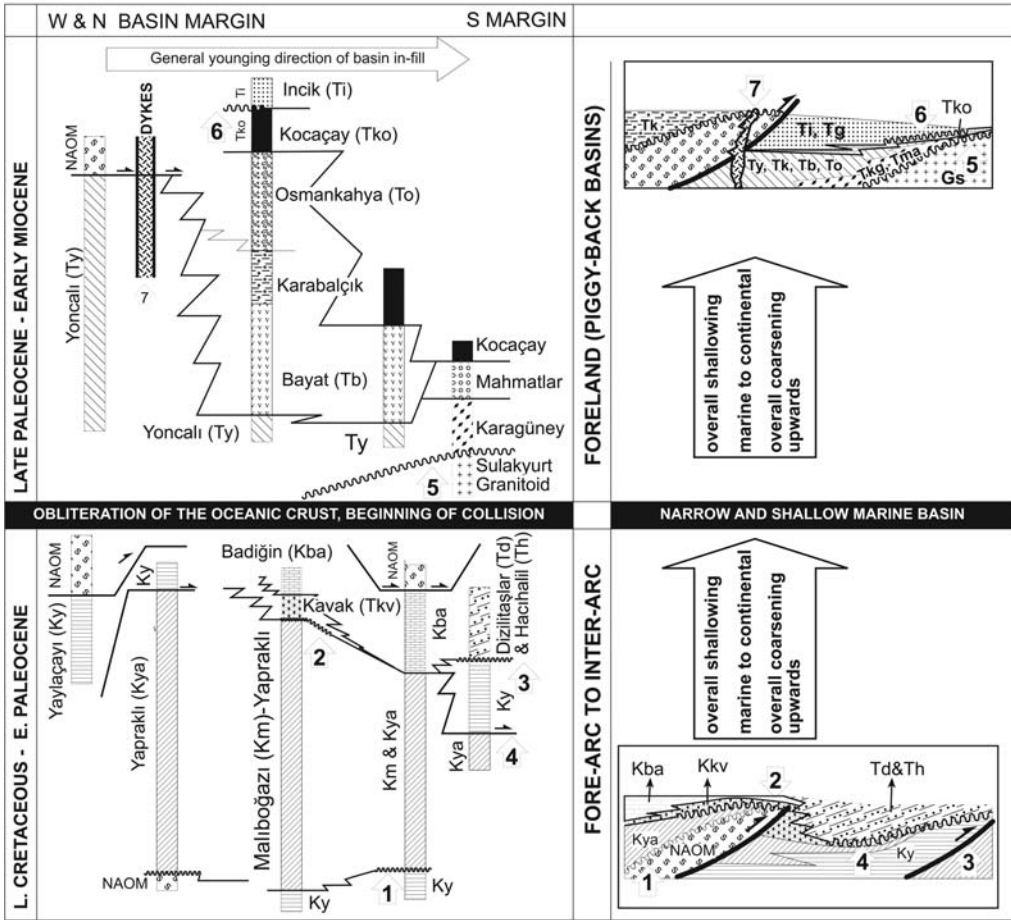 W & N BASIN MARGIN
S MARGIN
LATE PALEOCENE - EARLY MIOCENE
General younging direction of basin in-fill
NAOM
Yoncalı (Ty)
DYKES
7
Ti
Incik (Ti)
6
Tko
Kocaçay (Tko)
Osmankahya (To)
Karabalçık
Bayat (Tb)
Yoncalı (Ty)
Ty
Kocaçay
Mahmatlar
Karagüney
Sulakyurt
Granitoid
5
FORELAND (PIGGY-BACK BASINS)
7
6
Tko
Tk
Ti, Tg
Ty, Tk, Tb, To
Tkg, Tma
5
Gs
overall shallowing
marine to continental
overall coarsening
upwards
OBLITERATION OF THE OCEANIC CRUST, BEGINNING OF COLLISION
NARROW AND SHALLOW MARINE BASIN
L. CRETACEOUS - E. PALEOCENE
NAOM
Yaylaçayı (Ky)
Ky
Yapraklı (Kya)
NAOM
Badiğin (Kba)
Kavak (Tkv)
2
Malıboğazı (Km)-Yapraklı
Ky
NAOM
Kba
Km & Kya
1
Ky
Dizilitaşlar (Td)
& Hacıhalil (Th)
3
Ky
Kya
4
FORE-ARC TO INTER-ARC
overall shallowing
marine to continental
overall coarsening
upwards
Kba
Kkv
2
Td&Th
Kya
NAOM
1
4
Ky
3